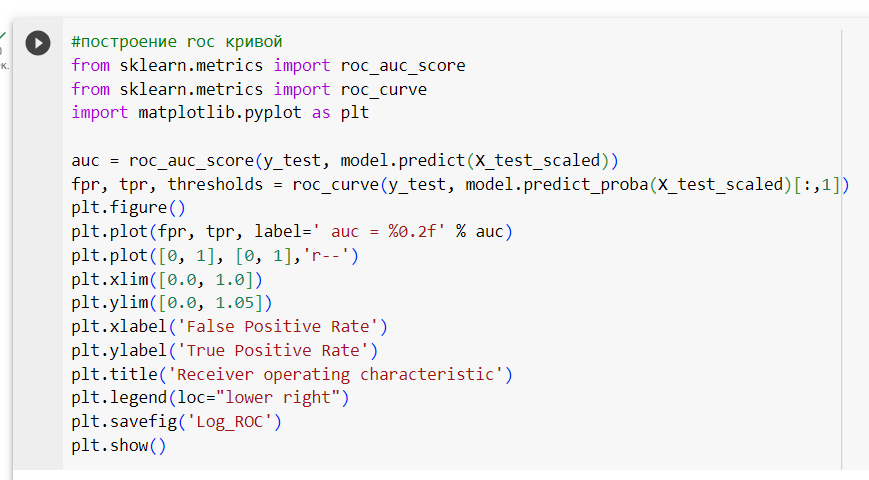 #построение roc кривой
from sklearn.metrics import roc_auc_score
from sklearn.metrics import roc_curve
import matplotlib.pyplot as plt
auc = roc_auc_score(y_test, model.predict(X_test_scaled))
fpr, tpr, thresholds = roc_curve(y_test, model.predict_proba(X_test_scaled)[:,1])
plt.figure()
plt.plot(fpr, tpr, label=' auc = %0.2f' % auc)
plt.plot([0, 1], [0, 1],'r--')
plt.xlim([0.0, 1.0])
plt.ylim([0.0, 1.05])
plt.xlabel('False Positive Rate')
plt.ylabel('True Positive Rate')
plt.title('Receiver operating characteristic')
plt.legend(loc="lower right")
plt.savefig('Log_ROC')
plt.show()